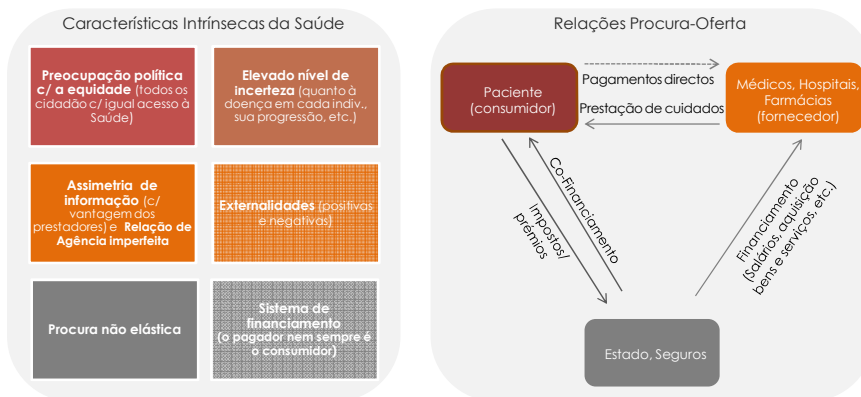 Características Intrínsecas da Saúde
Preocupação política
c/ a equidade (todos os
cidadão c/ igual acesso à
Saúde)
Elevado nível de
incerteza (quanto à
doença em cada indiv.,
sua progressão, etc.)
Assimetria de
informação (c/
vantagem dos
prestadores) e Relação de
Agência imperfeita
Externalidades (positivas
e negativas)
Procura não elástica
Sistema de
financiamento
(o pagador nem sempre é
o consumidor)
Relações Procura-Oferta
Paciente
(consumidor)
Pagamentos directos
Prestação de cuidados
Médicos, Hospitais,
Farmácias
(fornecedor)
Co-Financiamento
Impostos/
prémios
Financiamento
(Salários, aquisição
bens e serviços, etc.)
Estado, Seguros